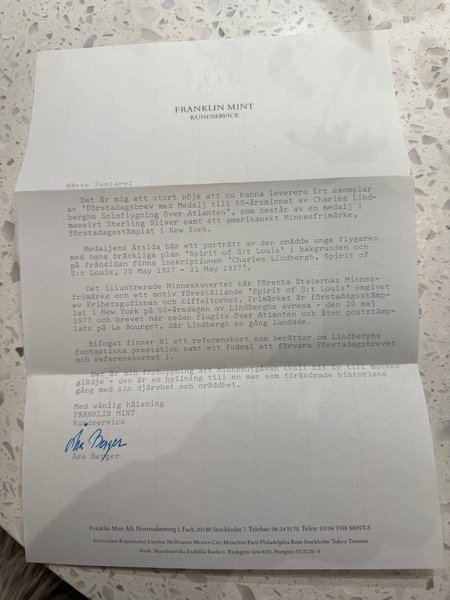 FRANKLIN MINT
KUNDSERVICE
Bäste Samlare!
Det är mig ett stort nöje att nu kunna leverera Ert exemplar
av 'Förstadagsbrev med Medalj till 50-årsminnet av Charles Lind-
berghs Soloflygning över Atlanten', som består av en medalj i
massivt Sterling Silver samt ett amerikanskt Minnesfrimärke,
förstadagsstämplat i New York.
Medaljens åtsida bär ett porträtt av den orädde unge flygaren
med hans bräckliga plan 'Spirit of S:t Louis' i bakgrunden och
på frånsidan finns inskriptionen 'Charles Lindbergh, Spirit of
S:t Louis, 20 May 1927 - 21 May 1927'.
Det illustrerade Minneskuvertet bär Förenta Staternas Minnes-
frimärke och ett motiv föreställande 'Spirit of S:t Louis' omgivet
av Frihetsgudinnan och Eiffeltornet. Frimärket är förstadagsstämp-
lat i New York på 50-årsdagen av Lindberghs avresa - den 20 maj
1977 och brevet har sedan flugits över Atlanten och åter poststämp-
lats på Le Bourget, där Lindbergh en gång landade.
Bifogat finner Ni ett referenskort som berättar om Lindberghs
fantastiska prestation samt ett fodral att förvara Förstadagsbrevet
och referenskortet i.
Det är min förhoppning att Minnesutgåvan skall bli Er till mycken
glädje - den är en hyllning till en man som förändrade historiens
gång med sin djärvhet och orädd­het.
Med vänlig hälsning
FRANKLIN MINT
Kundservice
Åsa Berger
Åsa Berger
Franklin Mint AB, Norrmalmstorg 1, Fack, 103 80 Stockholm 7. Telefon: 08-24 51 70. Telex: 131 04 THE MINT-S
Amsterdam Köpenhamn London Melbourne Mexico City München Paris Philadelphia Rom Stockholm Tokyo Toronto
Bank: Skandinaviska Enskilda Banken. Bankgiro: 624-9205. Postgiro: 55 52 20-5